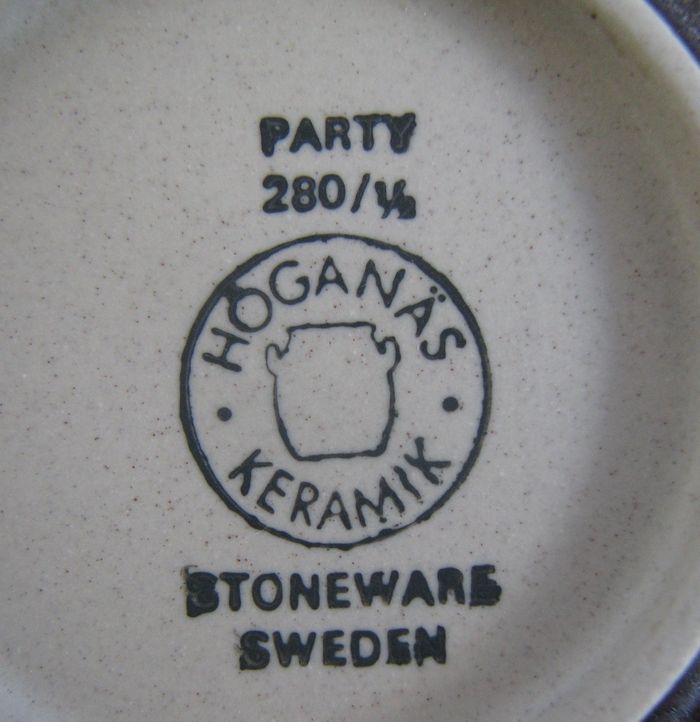 PARTY
280/½
HÖGANÄS
KERAMIK
STONEWARE
SWEDEN